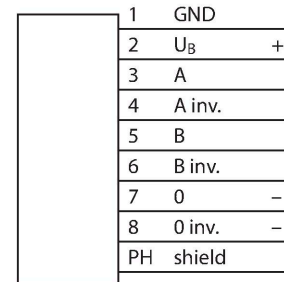 1 GND
2 U_B +
3 A
4 A inv.
5 B
6 B inv.
7 0 –
8 0 inv. –
PH shield